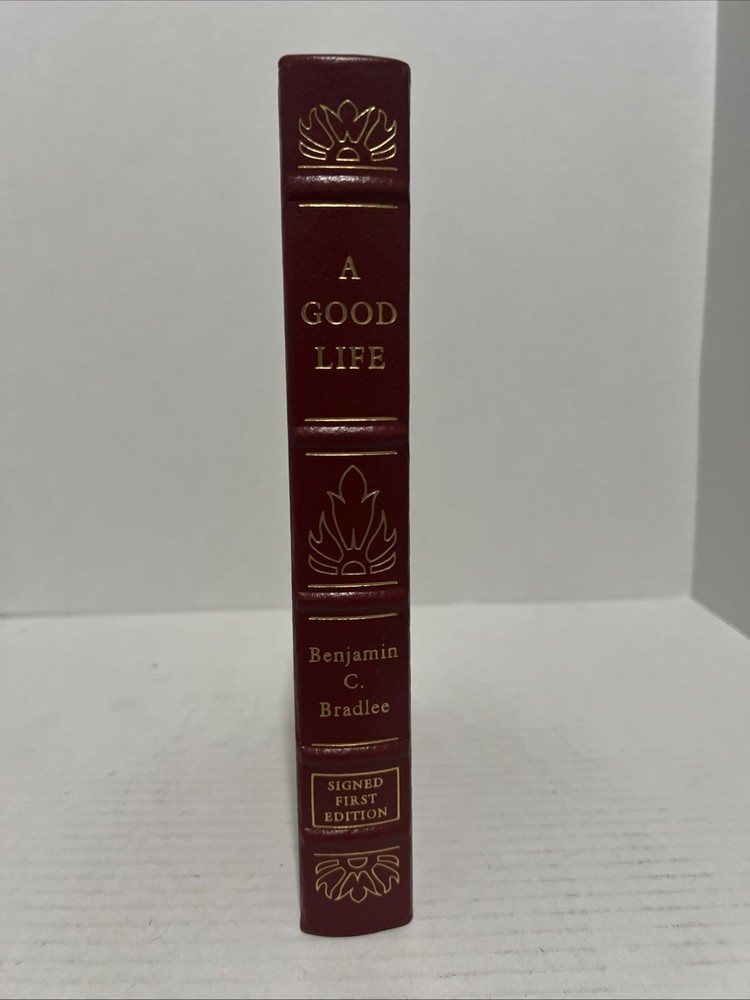 A
GOOD
LIFE
Benjamin
C.
Bradlee
SIGNED
FIRST
EDITION